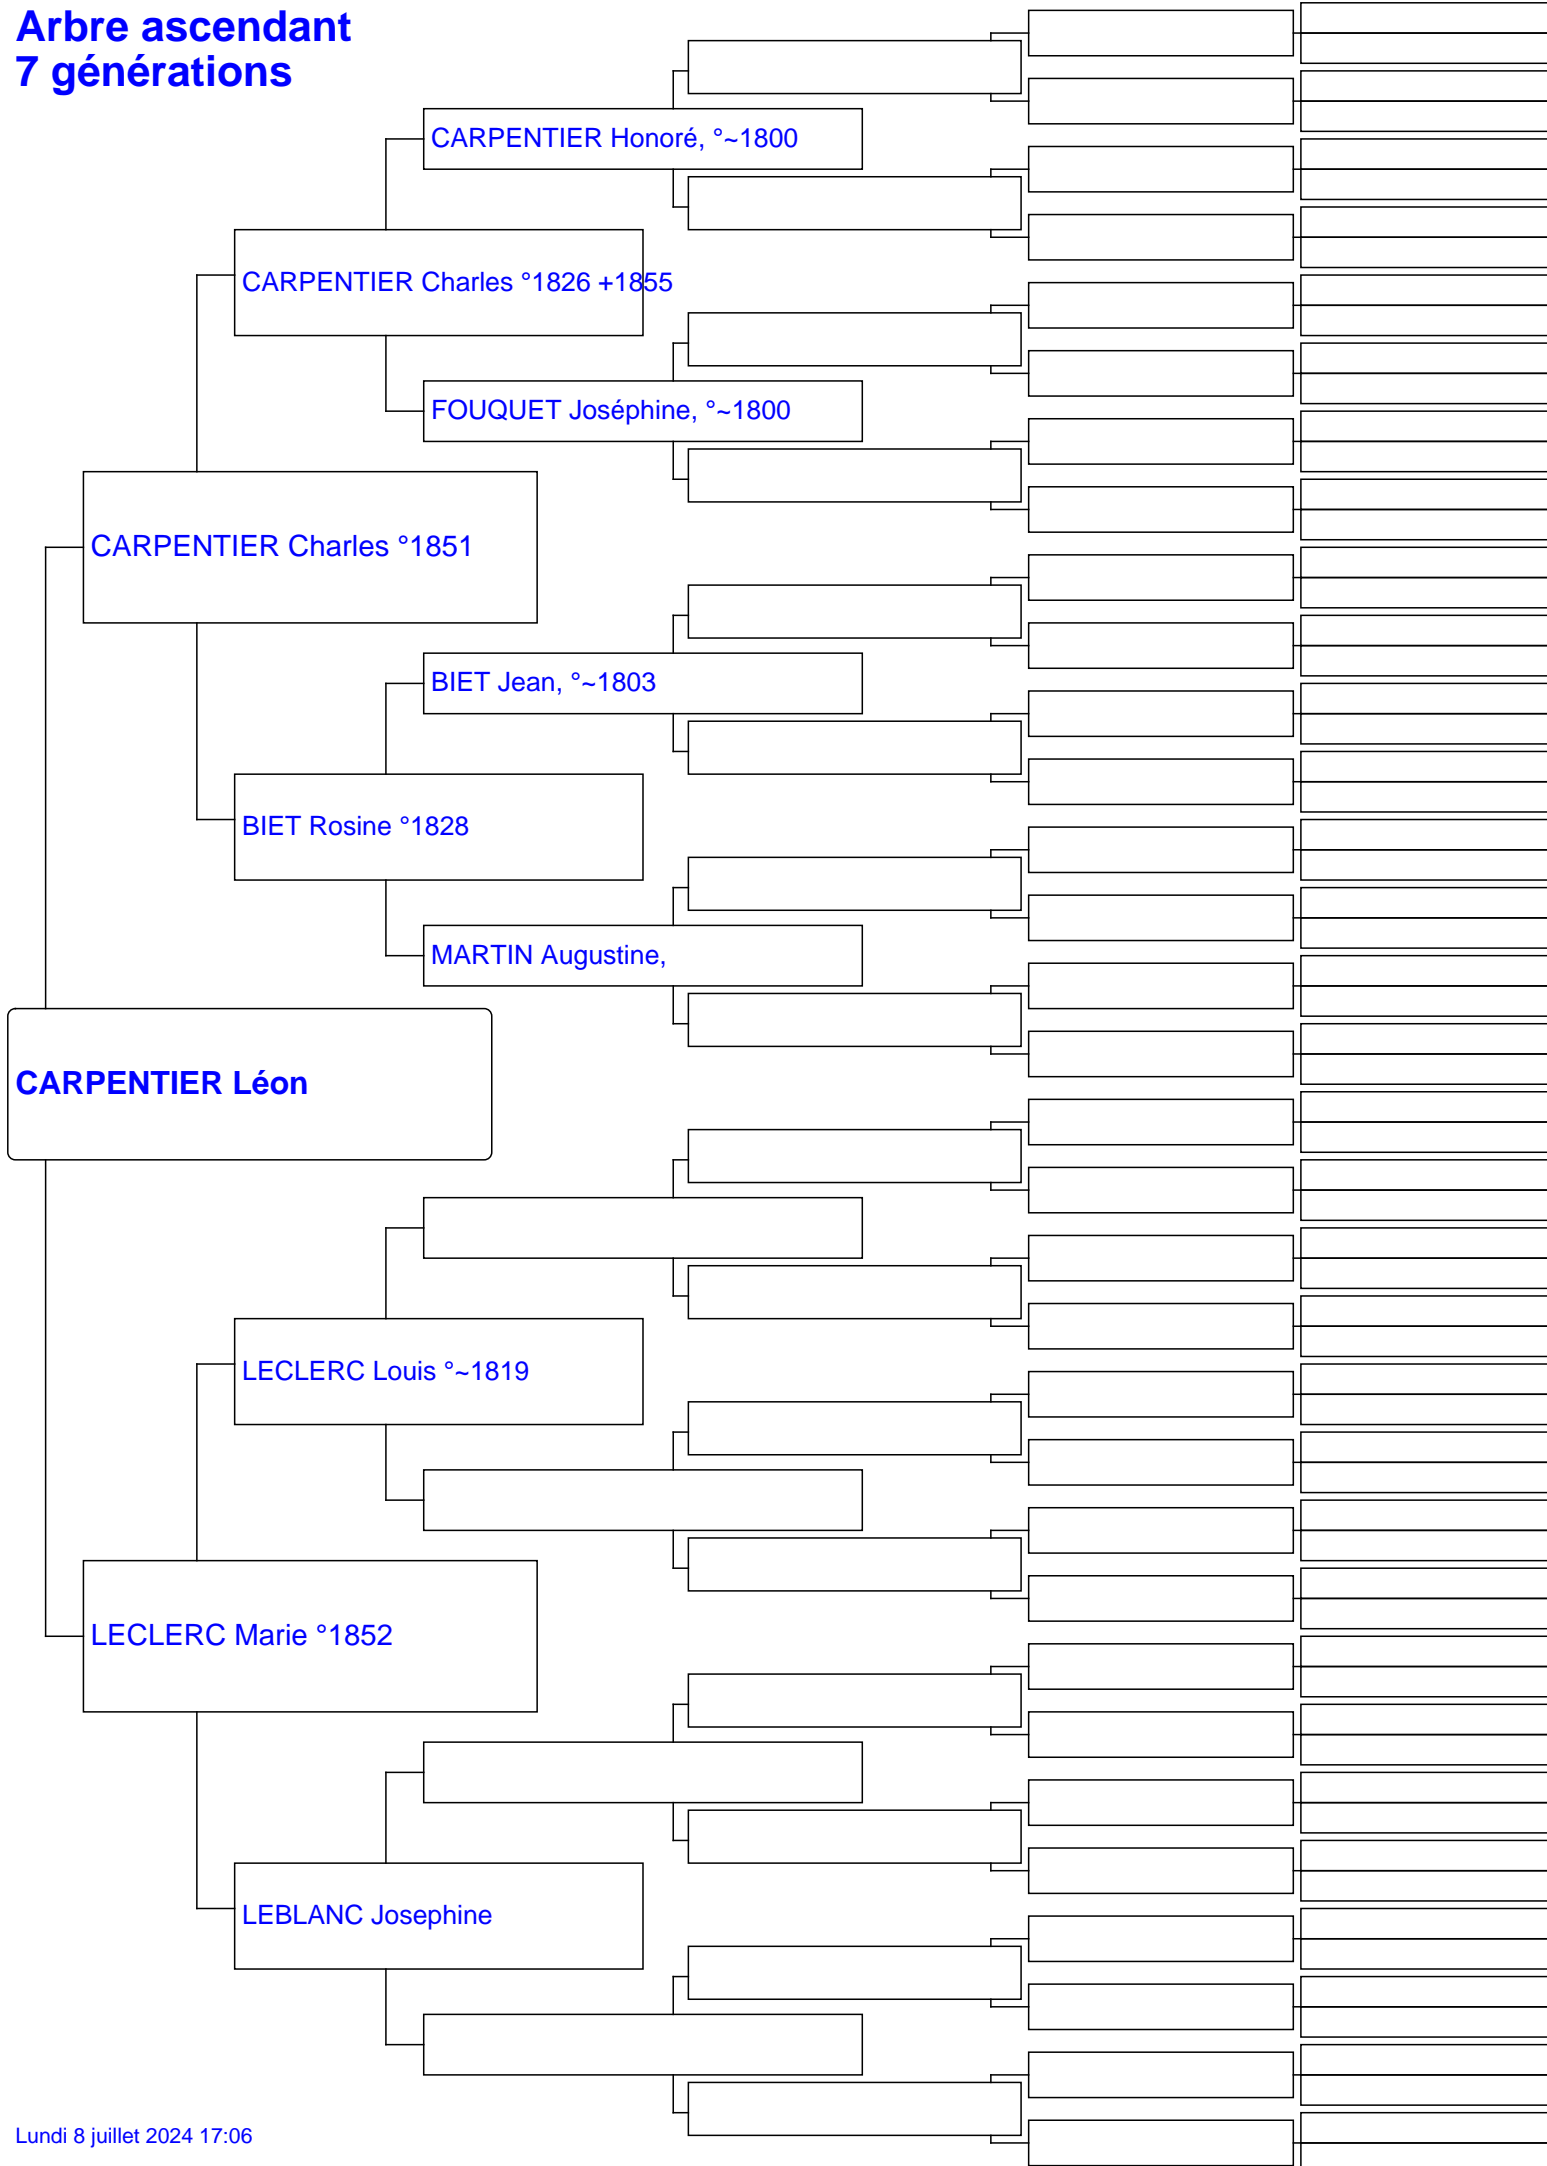 Arbre ascendant
7 générations
CARPENTIER Honoré, °~1800
CARPENTIER Charles °1826 +1855
FOUQUET Joséphine, °~1800
CARPENTIER Charles °1851
BIET Jean, °~1803
BIET Rosine °1828
MARTIN Augustine,
CARPENTIER Léon
LECLERC Louis °~1819
LECLERC Marie °1852
LEBLANC Josephine
Lundi 8 juillet 2024 17:06